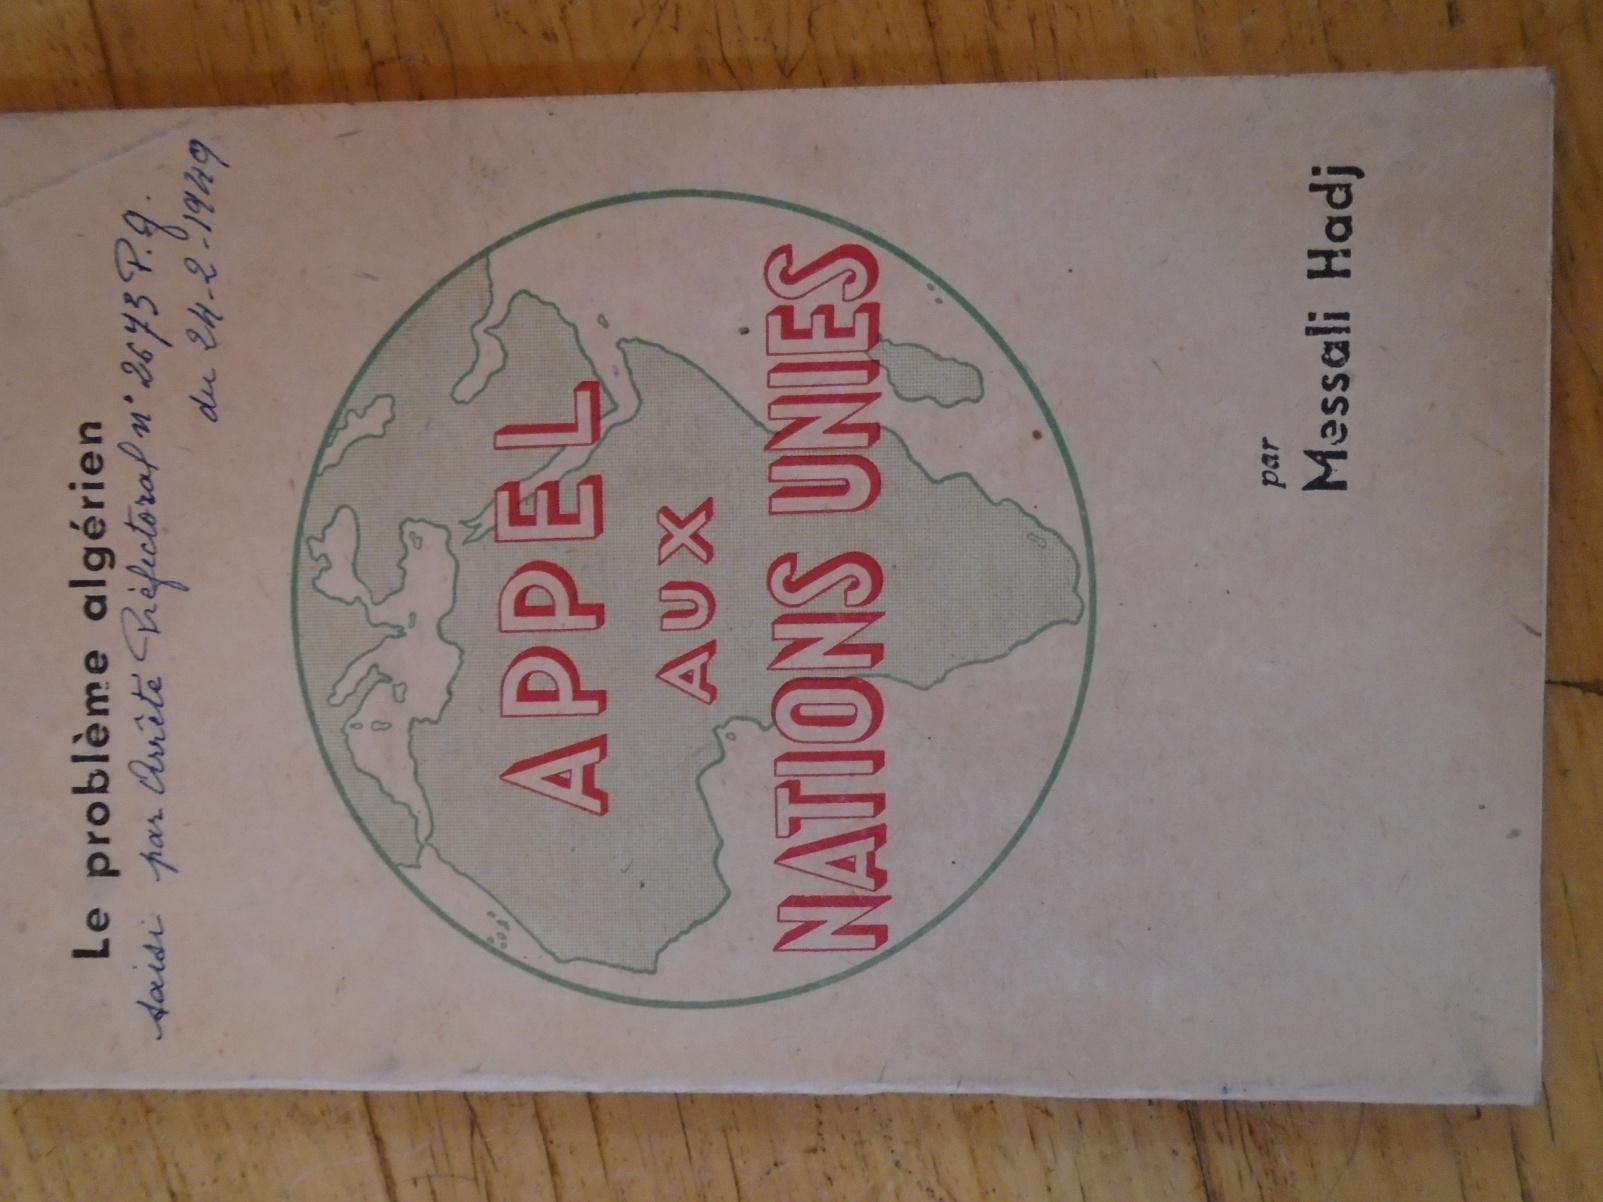 Le problème algérien
saisi par Arrêté Préfectoral n° 2673 P.G.
du 24-2-1949
APPEL
AUX
NATIONS UNIES
par
Messali Hadj